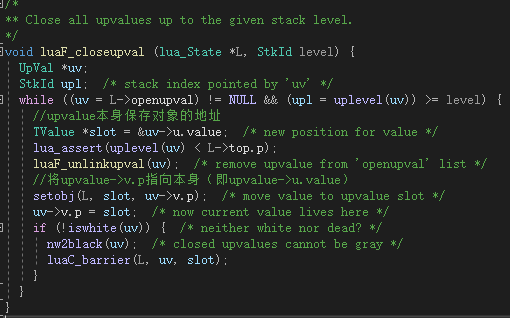 /*
** Close all upvalues up to the given stack level.
*/
void luaF_closeupval (lua_State *L, StkId level) {
  UpVal *uv;
  StkId upl;  /* stack index pointed by 'uv' */
  while ((uv = L->openupval) != NULL && (upl = uplevel(uv)) >= level) {
    //upvalue本身保存对象的地址
    TValue *slot = &uv->u.value;  /* new position for value */
    lua_assert(uplevel(uv) < L->top.p);
    luaF_unlinkupval(uv);  /* remove upvalue from 'openupval' list */
    //将upvalue->v.p指向本身（即upvalue->u.value）
    setobj(L, slot, uv->v.p);  /* move value to upvalue slot */
    uv->v.p = slot;  /* now current value lives here */
    if (!iswhite(uv)) {  /* neither white nor dead? */
      nw2black(uv);  /* closed upvalues cannot be gray */
      luaC_barrier(L, uv, slot);
    }
  }
}